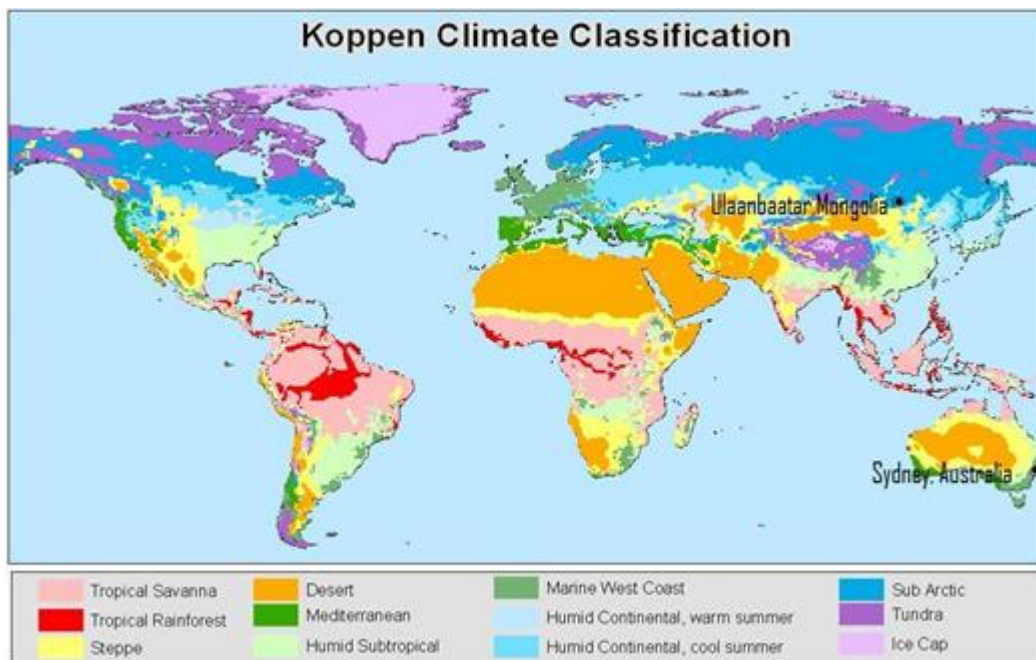 Koppen Climate Classification
Ulaanbaatar Mongolia
Sydney, Australia
Tropical Savanna
Tropical Rainforest
Steppe
Desert
Mediterranean
Humid Subtropical
Marine West Coast
Humid Continental, warm summer
Humid Continental, cool summer
Sub Arctic
Tundra
Ice Cap